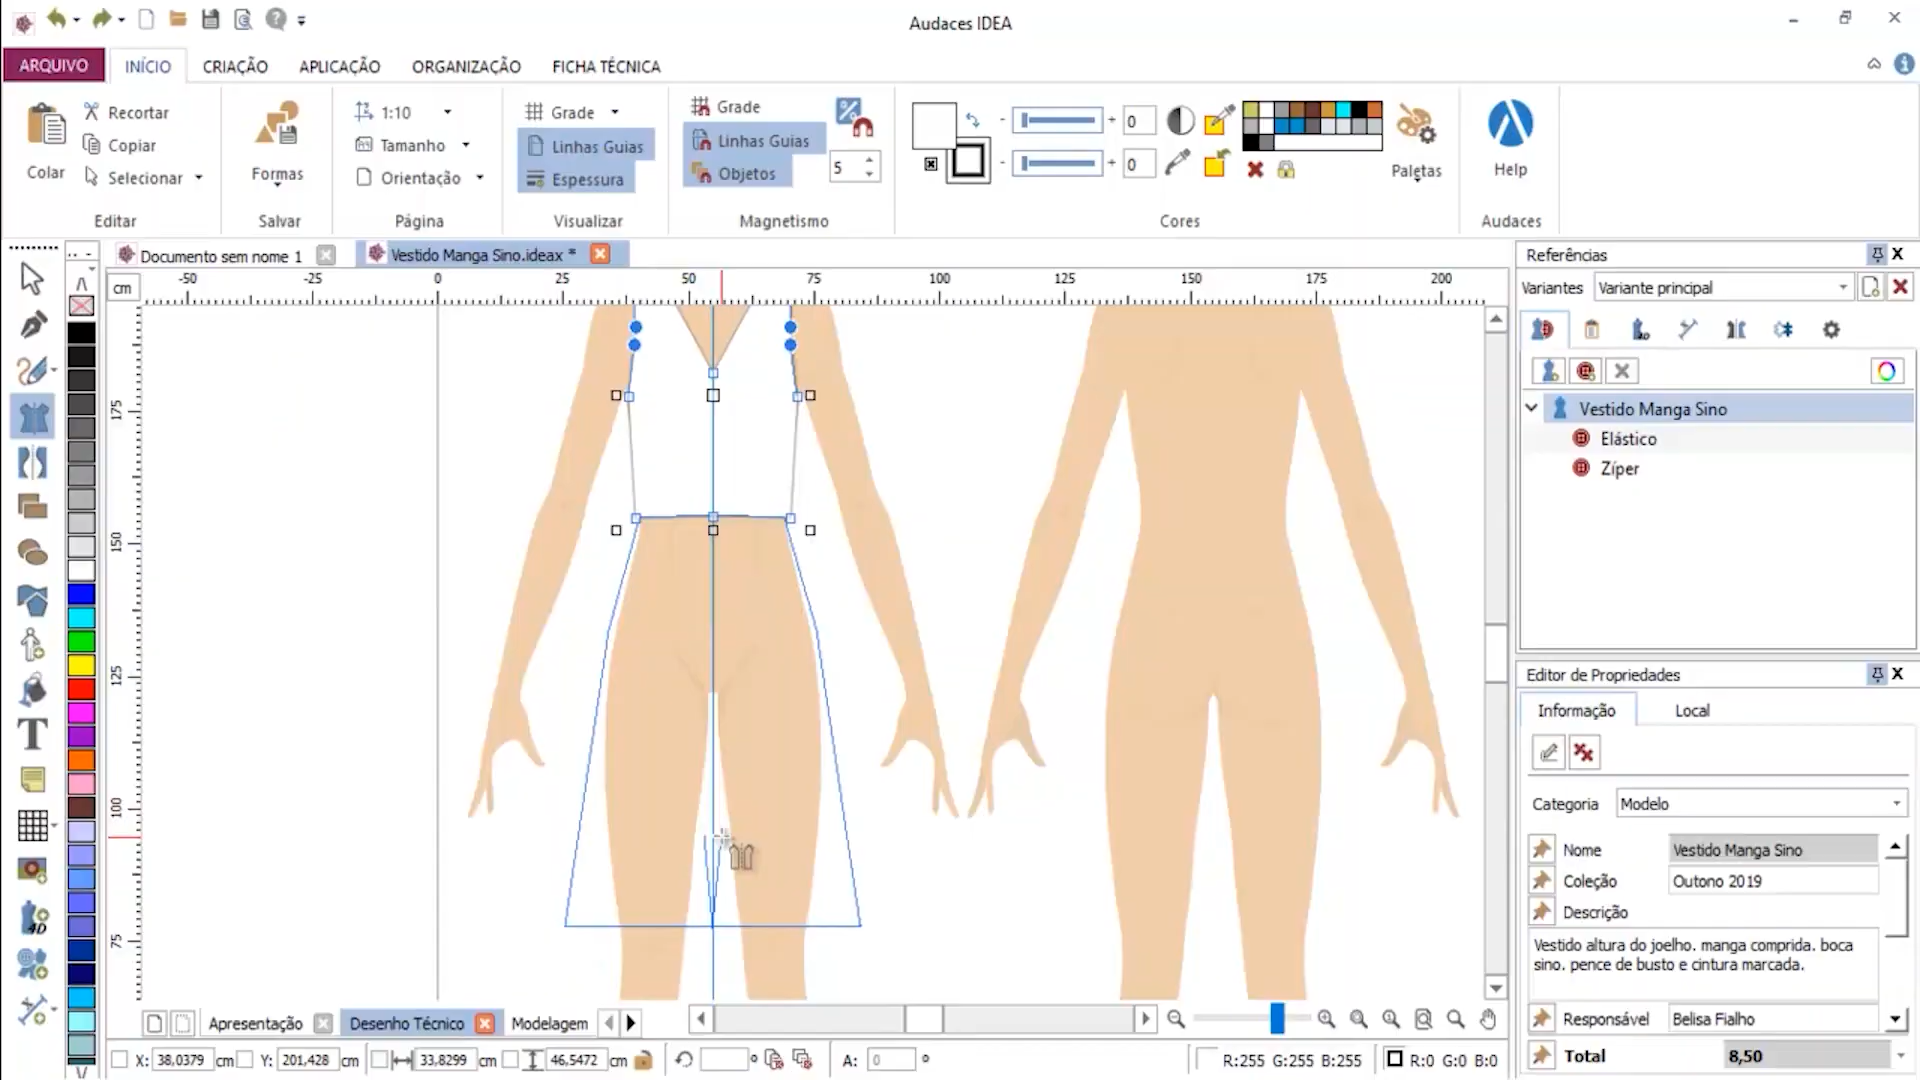 Audaces IDEA
ARQUIVO INÍCIO CRIAÇÃO APLICAÇÃO ORGANIZAÇÃO FICHA TÉCNICA
Colar
Recortar
Copiar
Selecionar
Editar
Formas
Salvar
1:10
Tamanho
Orientação
Página
Grade
Linhas Guias
Espessura
Visualizar
Grade
Linhas Guias
Objetos
5
Magnetismo
- + 0
- + 0
Cores
Paletas
Help
Audaces
Documento sem nome 1
Vestido Manga Sino.ideax *
cm
-50 -25 0 25 50 75 100 125 150 175 200
175
150
125
100
75
Referências
Variantes Variante principal
Vestido Manga Sino
Elástico
Zíper
Editor de Propriedades
Informação Local
Categoria Modelo
Nome Vestido Manga Sino
Coleção Outono 2019
Descrição
Vestido altura do joelho. manga comprida. boca
sino. pence de busto e cintura marcada.
Responsável Belisa Fialho
Total 8,50
Apresentação Desenho Técnico Modelagem
X: 38,0379 cm Y: 201,428 cm 33,8299 cm 46,5472 cm ° A: 0 ° R:255 G:255 B:255 R:0 G:0 B:0